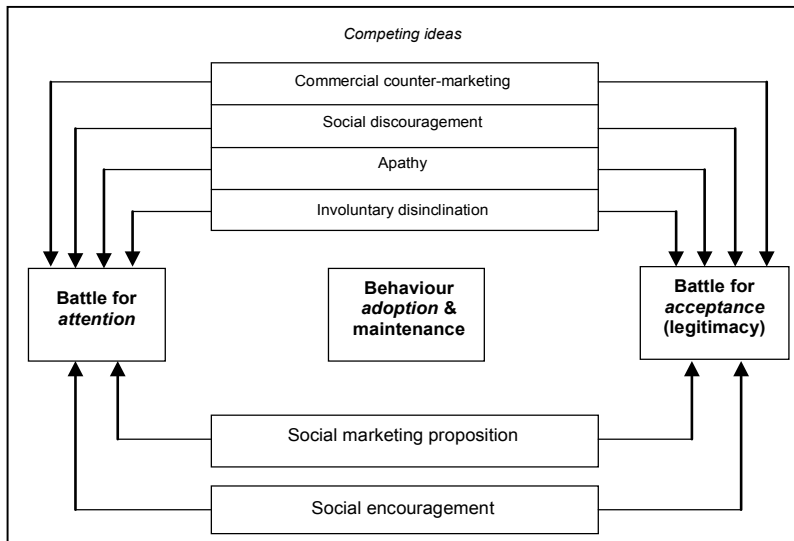 Competing ideas
Commercial counter-marketing
Social discouragement
Apathy
Involuntary disinclination
Battle for
attention
Behaviour
adoption &
maintenance
Battle for
acceptance
(legitimacy)
Social marketing proposition
Social encouragement